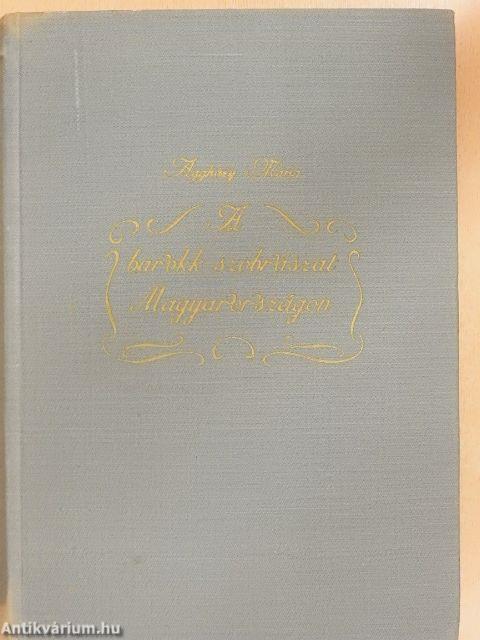 Aggházy Mária
A
barokk szobrászat
Magyarországon
Antikvárium.hu